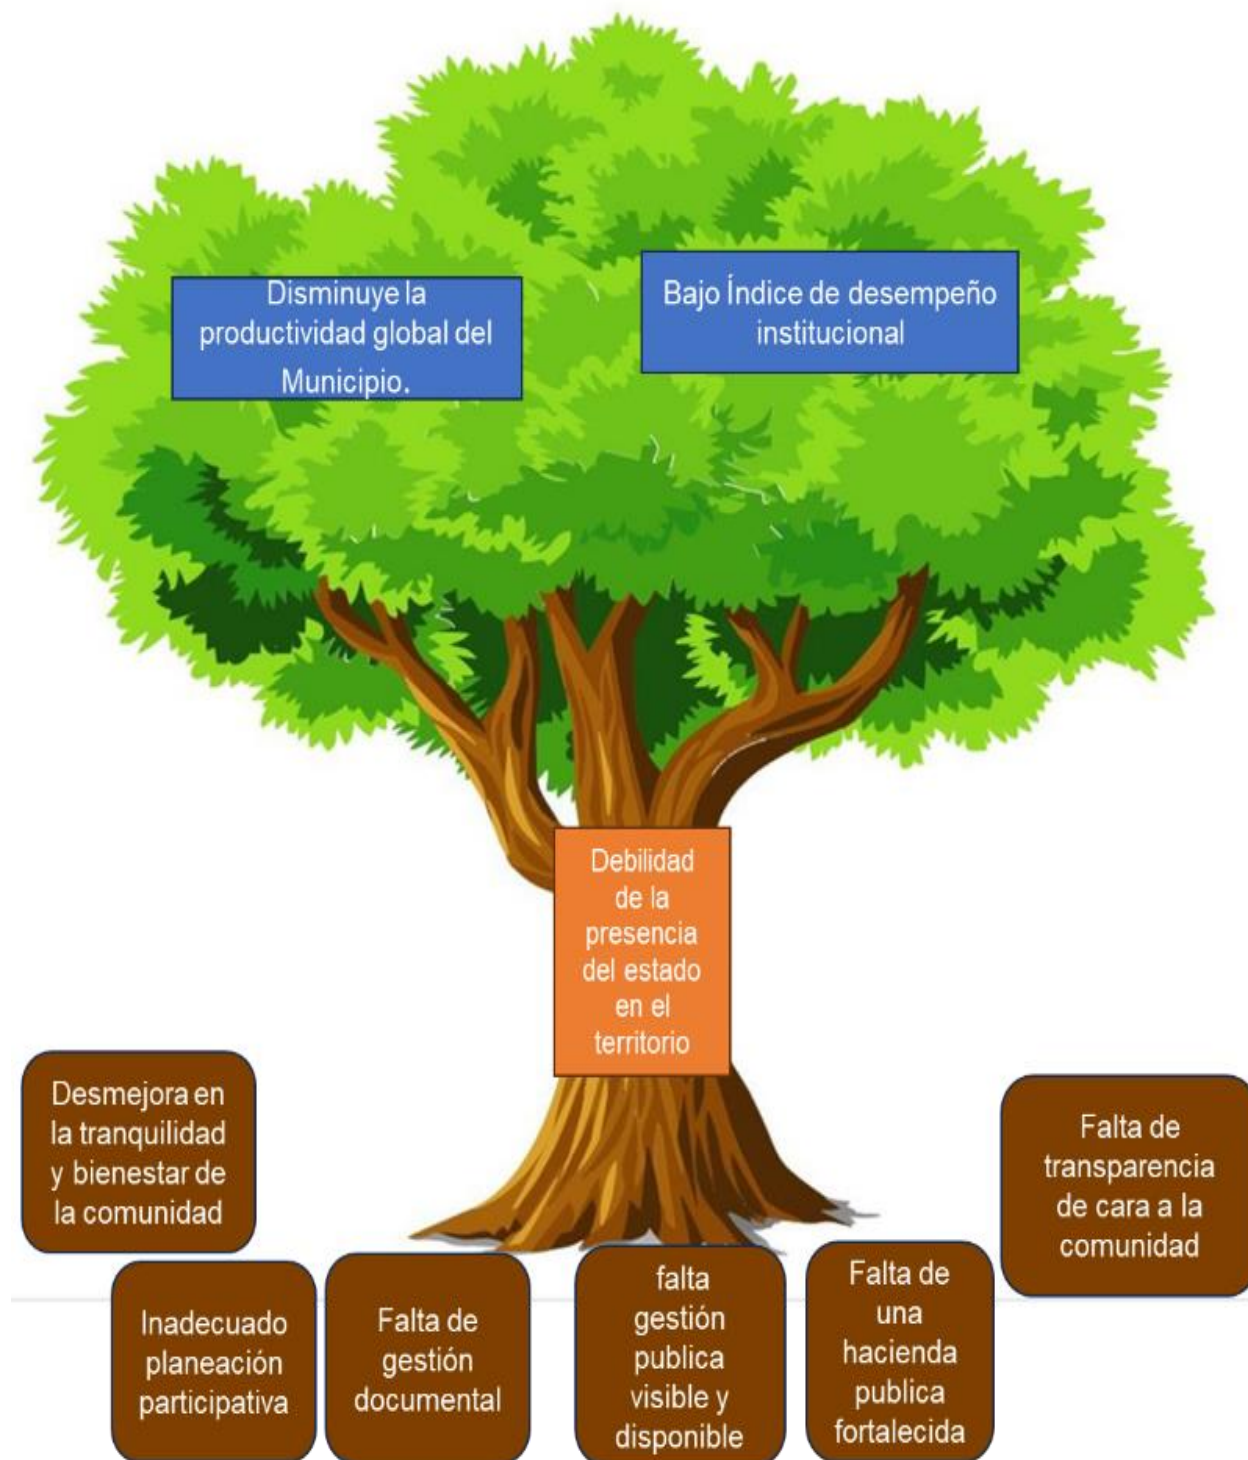 Disminuye la
productividad global del
Municipio.
Bajo Índice de desempeño
institucional
Debilidad
de la
presencia
del estado
en el
territorio
Desmejora en
la tranquilidad
y bienestar de
la comunidad
Inadecuado
planeación
participativa
Falta de
gestión
documental
falta
gestión
publica
visible y
disponible
Falta de
una
hacienda
publica
fortalecida
Falta de
transparencia
de cara a la
comunidad